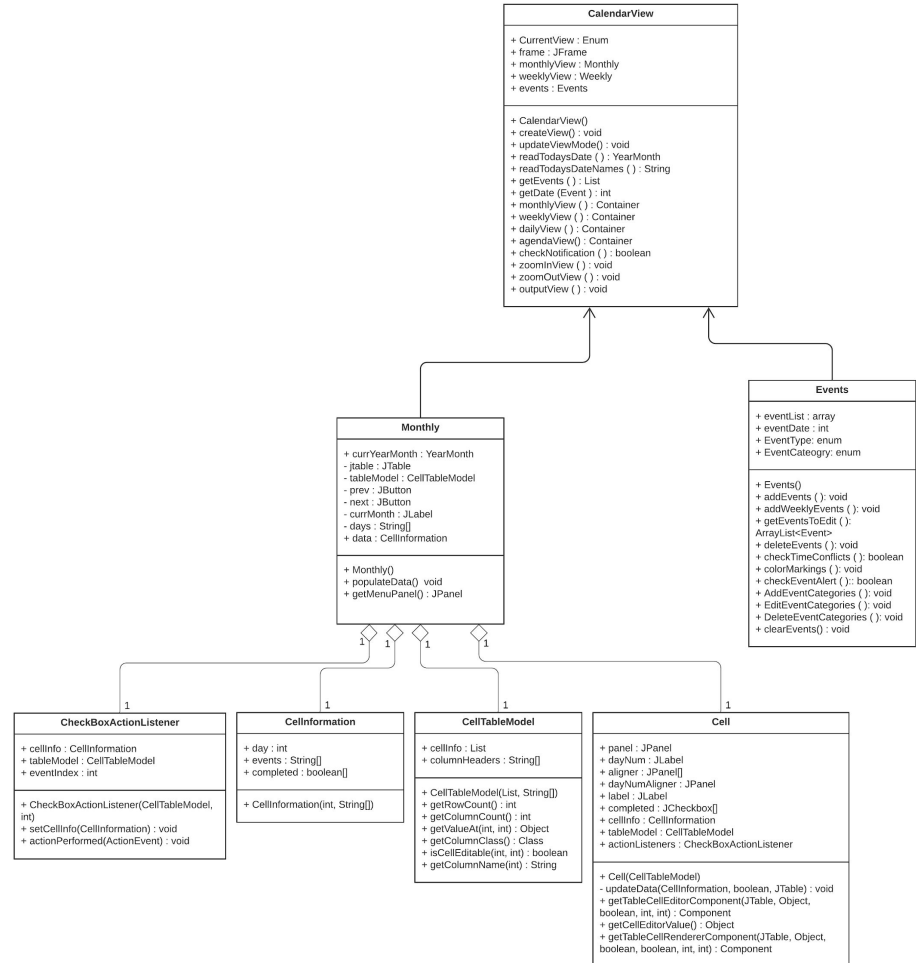 CalendarView
+ CurrentView : Enum
+ frame : JFrame
+ monthlyView : Monthly
+ weeklyView : Weekly
+ events : Events
+ CalendarView()
+ createView() : void
+ updateViewMode() : void
+ readTodaysDate ( ) : YearMonth
+ readTodaysDateNames ( ) : String
+ getEvents ( ) : List
+ getDate (Event ) : int
+ monthlyView ( ) : Container
+ weeklyView ( ) : Container
+ dailyView ( ) : Container
+ agendaView() : Container
+ checkNotification ( ) : boolean
+ zoomInView ( ) : void
+ zoomOutView ( ) : void
+ outputView ( ) : void
Events
+ eventList : array
+ eventDate : int
+ EventType: enum
+ EventCateogry: enum
+ Events()
+ addEvents ( ): void
+ addWeeklyEvents ( ): void
+ getEventsToEdit ( ):
ArrayList<Event>
+ deleteEvents ( ): void
+ checkTimeConflicts ( ): boolean
+ colorMarkings ( ): void
+ checkEventAlert ( ):: boolean
+ AddEventCategories ( ): void
+ EditEventCategories ( ): void
+ DeleteEventCategories ( ): void
+ clearEvents() : void
Monthly
+ currYearMonth : YearMonth
- jtable : JTable
- tableModel : CellTableModel
- prev : JButton
- next : JButton
- currMonth : JLabel
- days : String[]
+ data : CellInformation
+ Monthly()
+ populateData()  void
+ getMenuPanel() : JPanel
1 1 1 1
1 1 1 1
CheckBoxActionListener
+ cellInfo : CellInformation
+ tableModel : CellTableModel
+ eventIndex : int
+ CheckBoxActionListener(CellTableModel,
int)
+ setCellInfo(CellInformation) : void
+ actionPerformed(ActionEvent) : void
Cellnformation
+ day : int
+ events : String[]
+ completed : boolean[]
+ CellInformation(int, String[])
CellTableModel
+ cellInfo : List
+ columnHeaders : String[]
+ CellTableModel(List, String[])
+ getRowCount() : int
+ getColumnCount() : int
+ getValueAt(int, int) : Object
+ getColumnClass() : Class
+ isCellEditable(int, int) : boolean
+ getColumnName(int) : String
Cell
+ panel : JPanel
+ dayNum : JLabel
+ aligner : JPanel[]
+ dayNumAligner : JPanel
+ label : JLabel
+ completed : JCheckbox[]
+ cellInfo : CellInformation
+ tableModel : CellTableModel
+ actionListeners : CheckBoxActionListener
+ Cell(CellTableModel)
- updateData(CellInformation, boolean, JTable) : void
+ getTableCellEditorComponent(JTable, Object,
boolean, int, int) : Component
+ getCellEditorValue() : Object
+ getTableCellRendererComponent(JTable, Object,
boolean, boolean, int, int) : Component